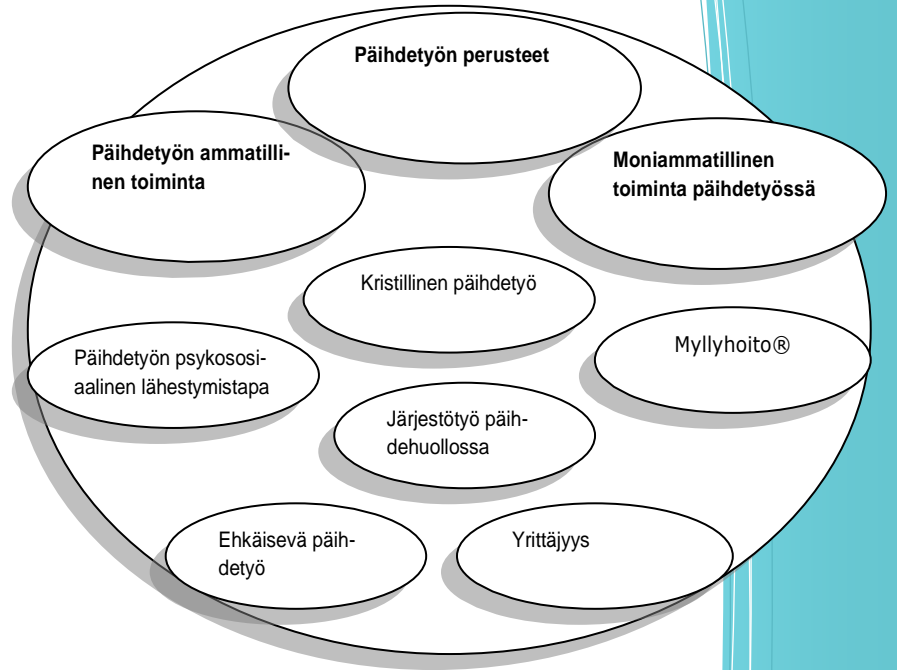 Päihdetyön perusteet
Päihdetyön ammatilli-
nen toiminta
Moniammatillinen
toiminta päihdetyössä
Kristillinen päihdetyö
Myllyhoito®
Päihdetyön psykososi-
aalinen lähestymistapa
Järjestötyö päih-
dehuollossa
Ehkäisevä päih-
detyö
Yrittäjyys